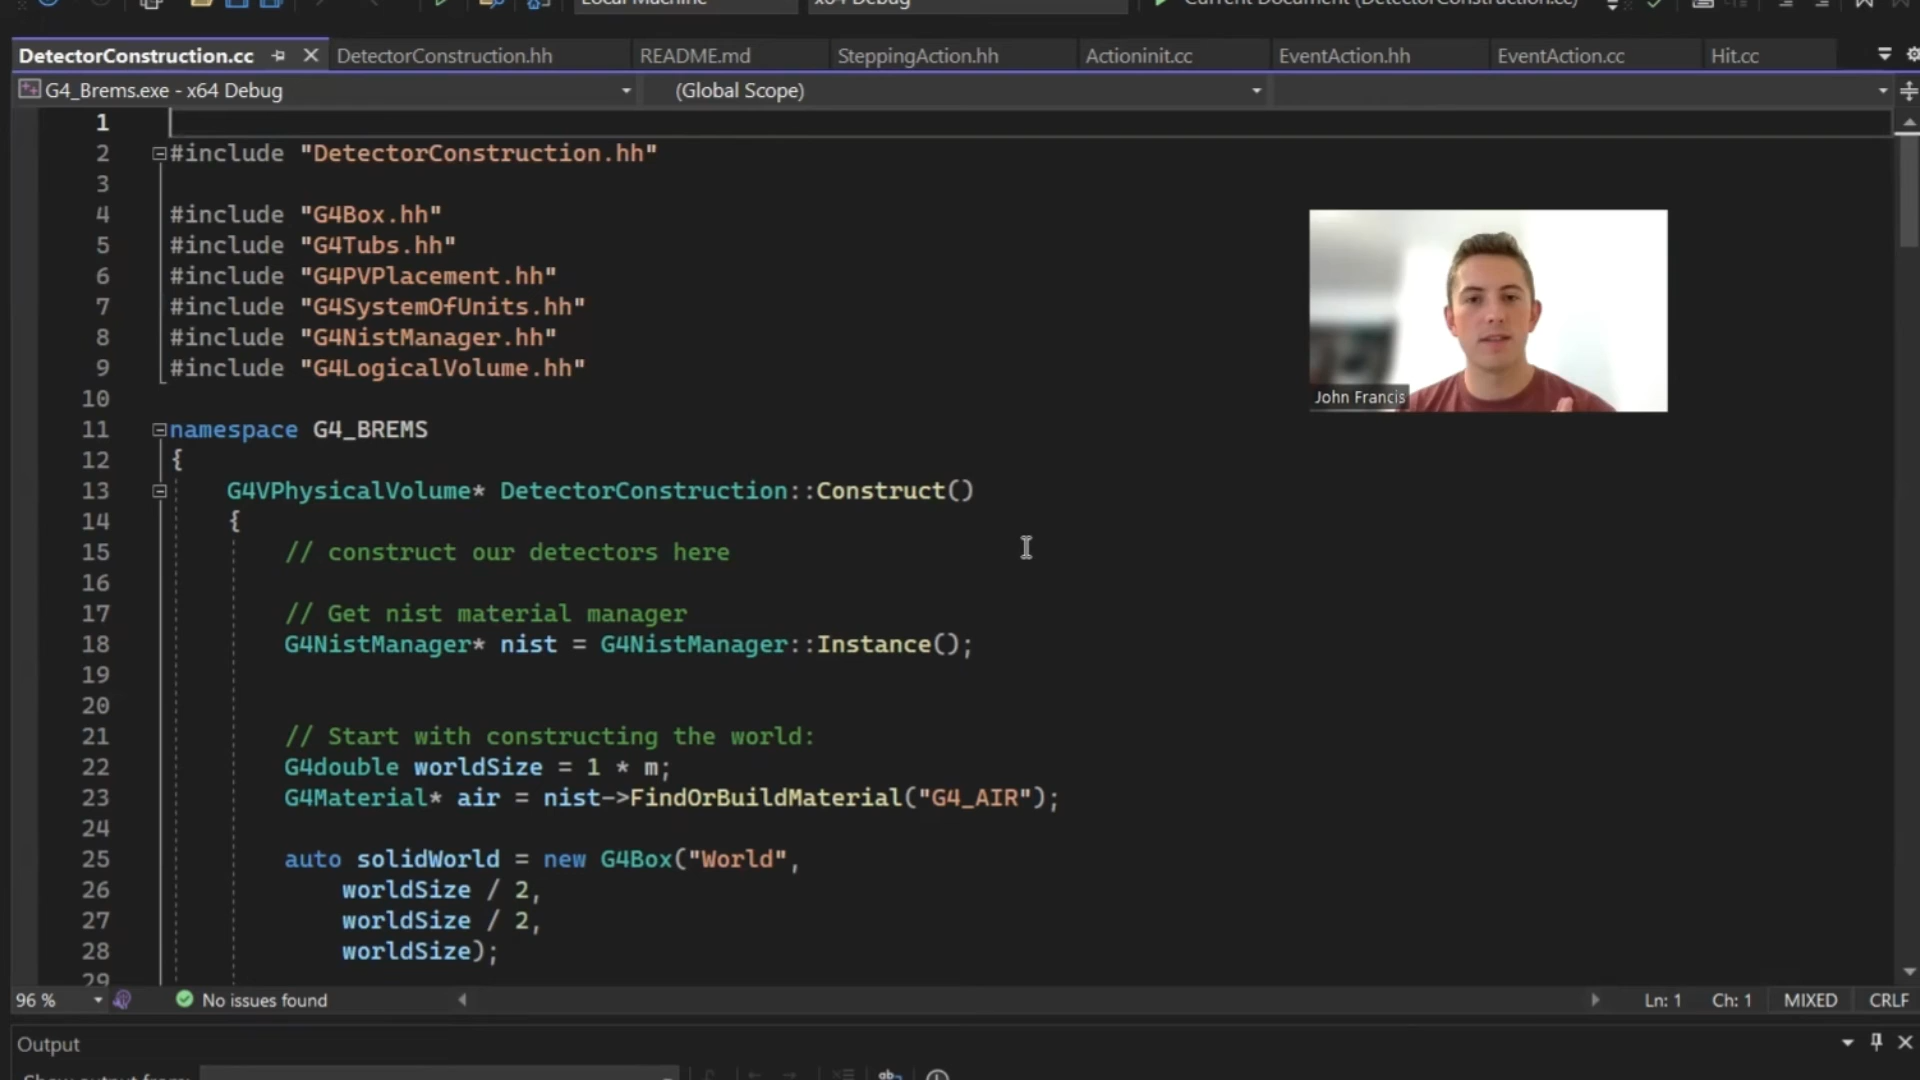 Local Machine x64 Debug Current Document (DetectorConstruction.cc)
DetectorConstruction.cc DetectorConstruction.hh README.md SteppingAction.hh Actioninit.cc EventAction.hh EventAction.cc Hit.cc
G4_Brems.exe - x64 Debug (Global Scope)
1
2 #include "DetectorConstruction.hh"
3
4 #include "G4Box.hh"
5 #include "G4Tubs.hh"
6 #include "G4PVPlacement.hh"
7 #include "G4SystemOfUnits.hh"
8 #include "G4NistManager.hh"
9 #include "G4LogicalVolume.hh"
10
11 namespace G4_BREMS
12 {
13 G4VPhysicalVolume* DetectorConstruction::Construct()
14 {
15 // construct our detectors here
16
17 // Get nist material manager
18 G4NistManager* nist = G4NistManager::Instance();
19
20
21 // Start with constructing the world:
22 G4double worldSize = 1 * m;
23 G4Material* air = nist->FindOrBuildMaterial("G4_AIR");
24
25 auto solidWorld = new G4Box("World",
26 worldSize / 2,
27 worldSize / 2,
28 worldSize);
29
John Francis
96 % No issues found Ln: 1 Ch: 1 MIXED CRLF
Output
Show output from: